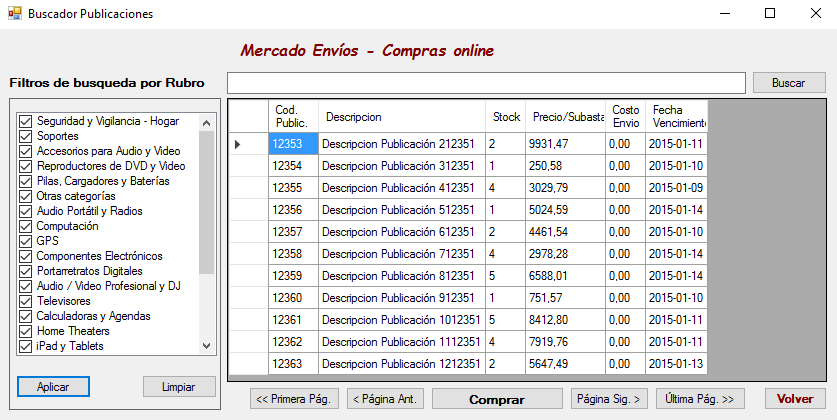 Buscador Publicaciones
Mercado Envíos - Compras online
Filtros de busqueda por Rubro
Buscar
Seguridad y Vigilancia - Hogar
Soportes
Accesorios para Audio y Video
Reproductores de DVD y Video
Pilas, Cargadores y Baterías
Otras categorías
Audio Portátil y Radios
Computación
GPS
Componentes Electrónicos
Portarretratos Digitales
Audio / Video Profesional y DJ
Televisores
Calculadoras y Agendas
Home Theaters
iPad y Tablets
Aplicar Limpiar
Cod. Public. Descripcion Stock Precio/Subasta Costo Envio Fecha Vencimiento
12353 Descripcion Publicación 212351 2 9931,47 0,00 2015-01-11
12354 Descripcion Publicación 312351 1 250,58 0,00 2015-01-10
12355 Descripcion Publicación 412351 4 3029,79 0,00 2015-01-09
12356 Descripcion Publicación 512351 1 5024,59 0,00 2015-01-14
12357 Descripcion Publicación 612351 2 4461,54 0,00 2015-01-10
12358 Descripcion Publicación 712351 4 2978,28 0,00 2015-01-14
12359 Descripcion Publicación 812351 5 6588,01 0,00 2015-01-14
12360 Descripcion Publicación 912351 1 751,57 0,00 2015-01-10
12361 Descripcion Publicación 1012351 5 8412,80 0,00 2015-01-11
12362 Descripcion Publicación 1112351 4 7919,76 0,00 2015-01-11
12363 Descripcion Publicación 1212351 2 5647,49 0,00 2015-01-13
<< Primera Pág. < Página Ant. Comprar Página Sig. > Última Pág. >> Volver